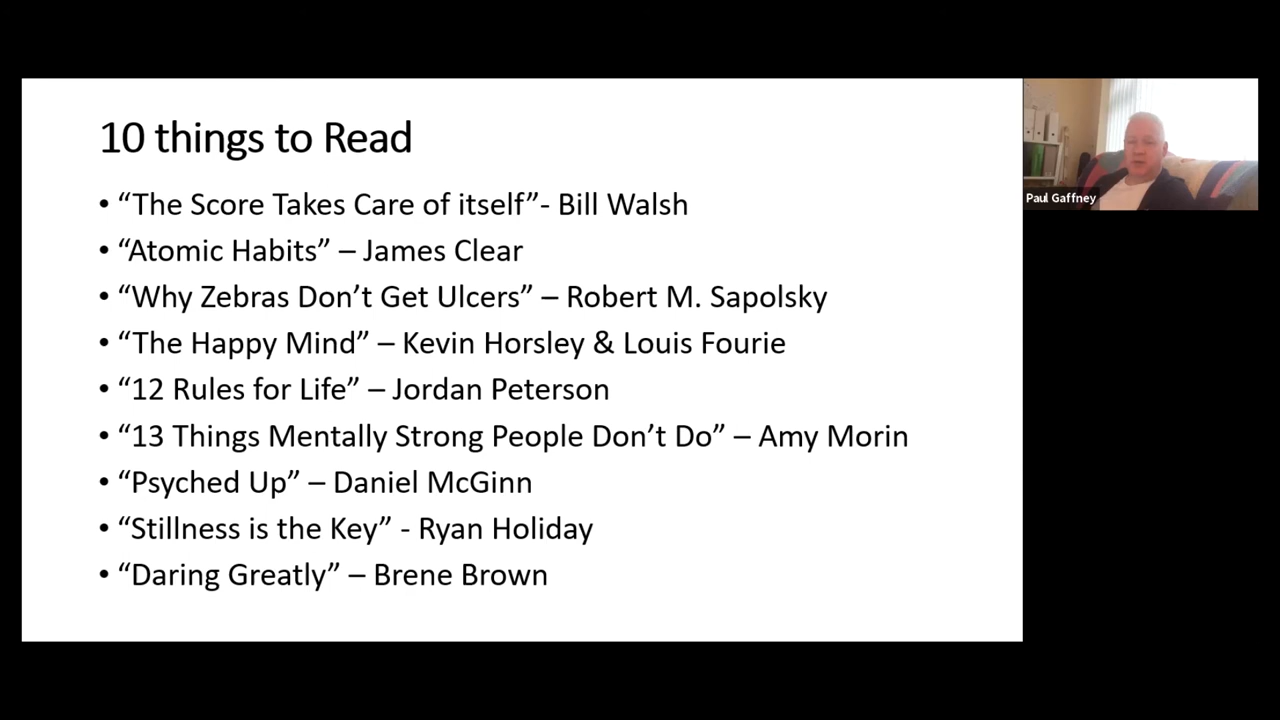 10 things to Read
• “The Score Takes Care of itself”- Bill Walsh
• “Atomic Habits” – James Clear
• “Why Zebras Don’t Get Ulcers” – Robert M. Sapolsky
• “The Happy Mind” – Kevin Horsley & Louis Fourie
• “12 Rules for Life” – Jordan Peterson
• “13 Things Mentally Strong People Don’t Do” – Amy Morin
• “Psyched Up” – Daniel McGinn
• “Stillness is the Key” - Ryan Holiday
• “Daring Greatly” – Brene Brown
Paul Gaffney